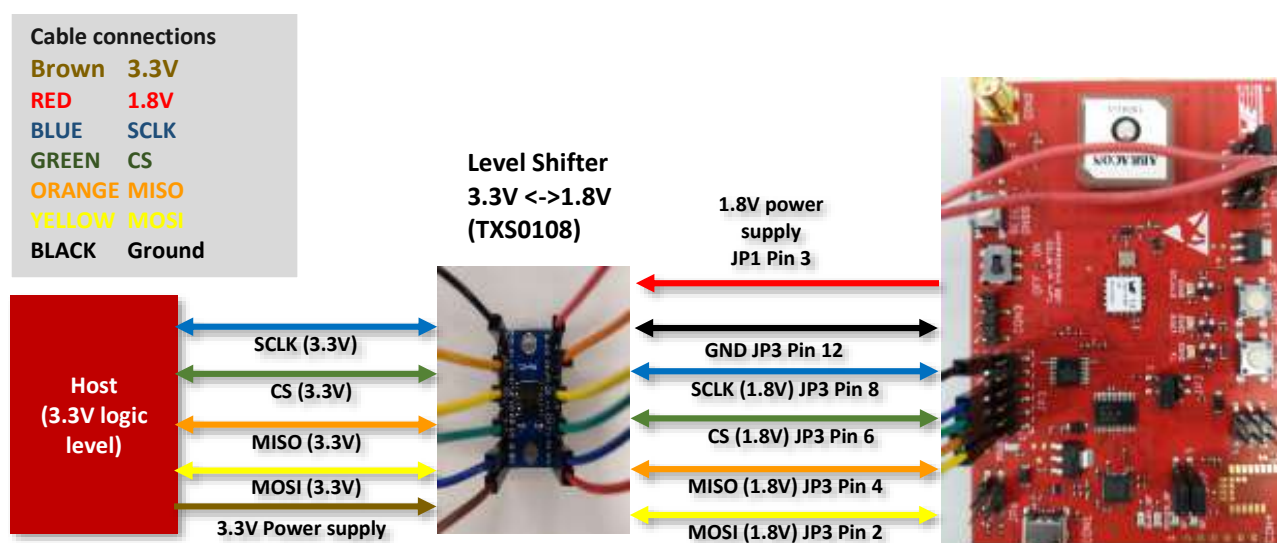 Cable connections
Brown 3.3V
RED 1.8V
BLUE SCLK
GREEN CS
ORANGE MISO
YELLOW MOSI
BLACK Ground
Level Shifter
3.3V <->1.8V
(TXS0108)
1.8V power
supply
JP1 Pin 3
Host
(3.3V logic
level)
SCLK (3.3V)
CS (3.3V)
MISO (3.3V)
MOSI (3.3V)
3.3V Power supply
GND JP3 Pin 12
SCLK (1.8V) JP3 Pin 8
CS (1.8V) JP3 Pin 6
MISO (1.8V) JP3 Pin 4
MOSI (1.8V) JP3 Pin 2
ABRACON
OFF ON